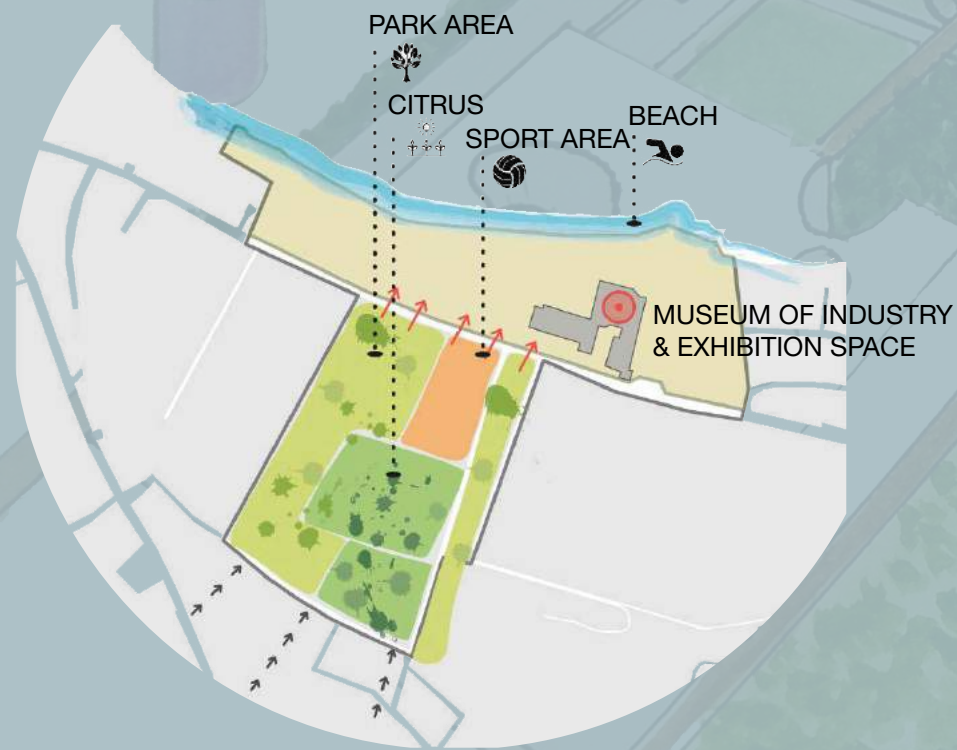 PARK AREA
CITRUS
SPORT AREA
BEACH
MUSEUM OF INDUSTRY
& EXHIBITION SPACE